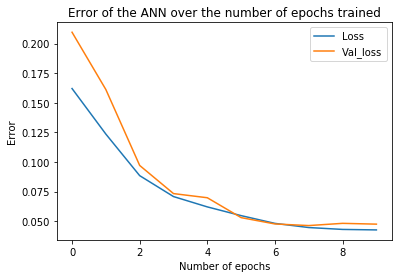 Error of the ANN over the number of epochs trained
Loss
Val_loss
Error
0.200
0.175
0.150
0.125
0.100
0.075
0.050
0 2 4 6 8
Number of epochs